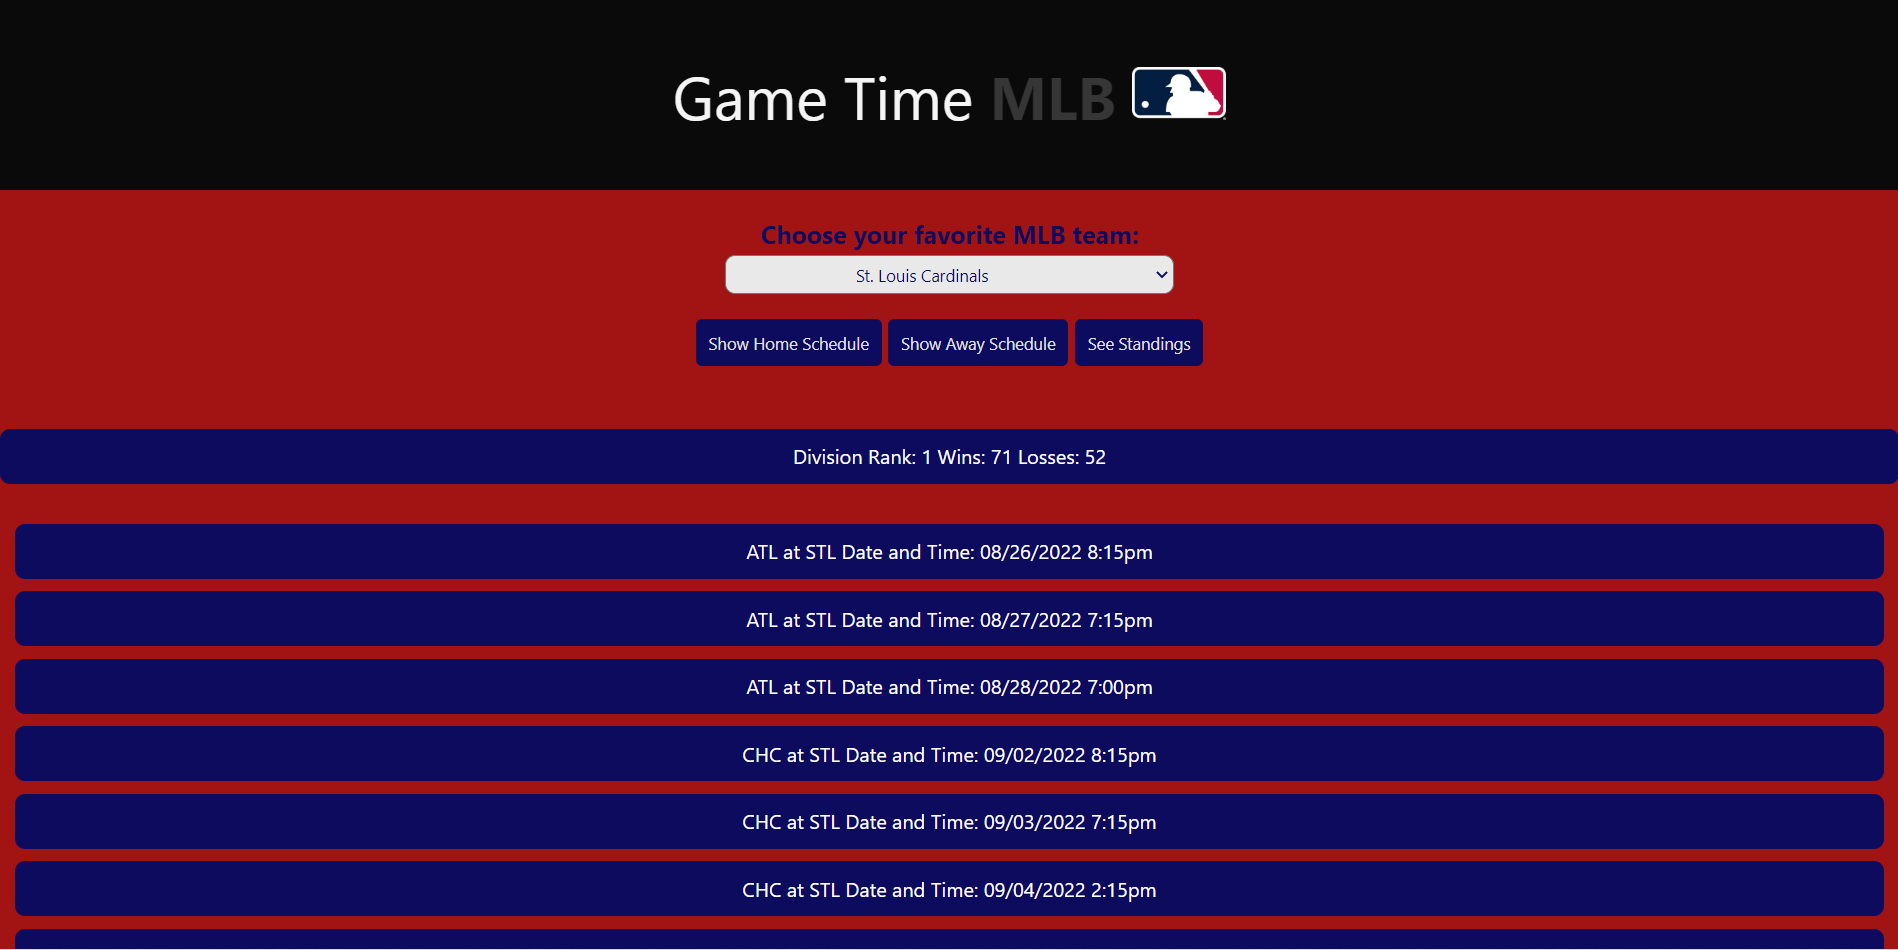 Game Time MLB
Choose your favorite MLB team:
St. Louis Cardinals
Show Home Schedule Show Away Schedule See Standings
Division Rank: 1 Wins: 71 Losses: 52
ATL at STL Date and Time: 08/26/2022 8:15pm
ATL at STL Date and Time: 08/27/2022 7:15pm
ATL at STL Date and Time: 08/28/2022 7:00pm
CHC at STL Date and Time: 09/02/2022 8:15pm
CHC at STL Date and Time: 09/03/2022 7:15pm
CHC at STL Date and Time: 09/04/2022 2:15pm